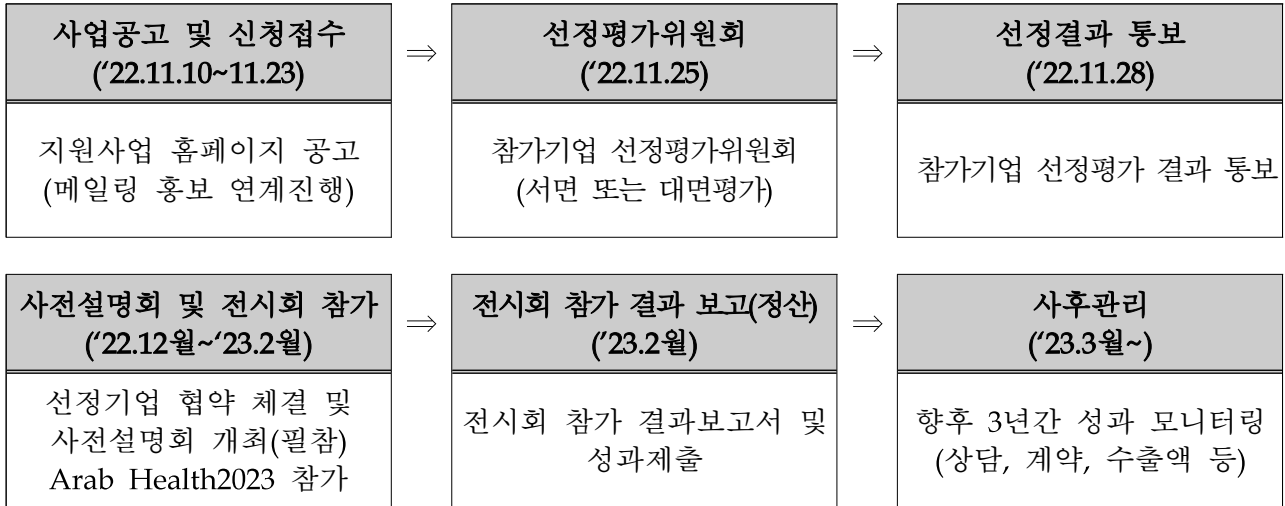 사업공고 및 신청접수
(‘22.11.10~11.23)
지원사업 홈페이지 공고
(메일링 홍보 연계진행)
⇒
선정평가위원회
(‘22.11.25)
참가기업 선정평가위원회
(서면 또는 대면평가)
⇒
선정결과 통보
(‘22.11.28)
참가기업 선정평가 결과 통보
사전설명회 및 전시회 참가
(‘22.12월~‘23.2월)
선정기업 협약 체결 및
사전설명회 개최(필참)
Arab Health2023 참가
⇒
전시회 참가 결과 보고(정산)
(’23.2월)
전시회 참가 결과보고서 및
성과제출
⇒
사후관리
(‘23.3월~)
향후 3년간 성과 모니터링
(상담, 계약, 수출액 등)